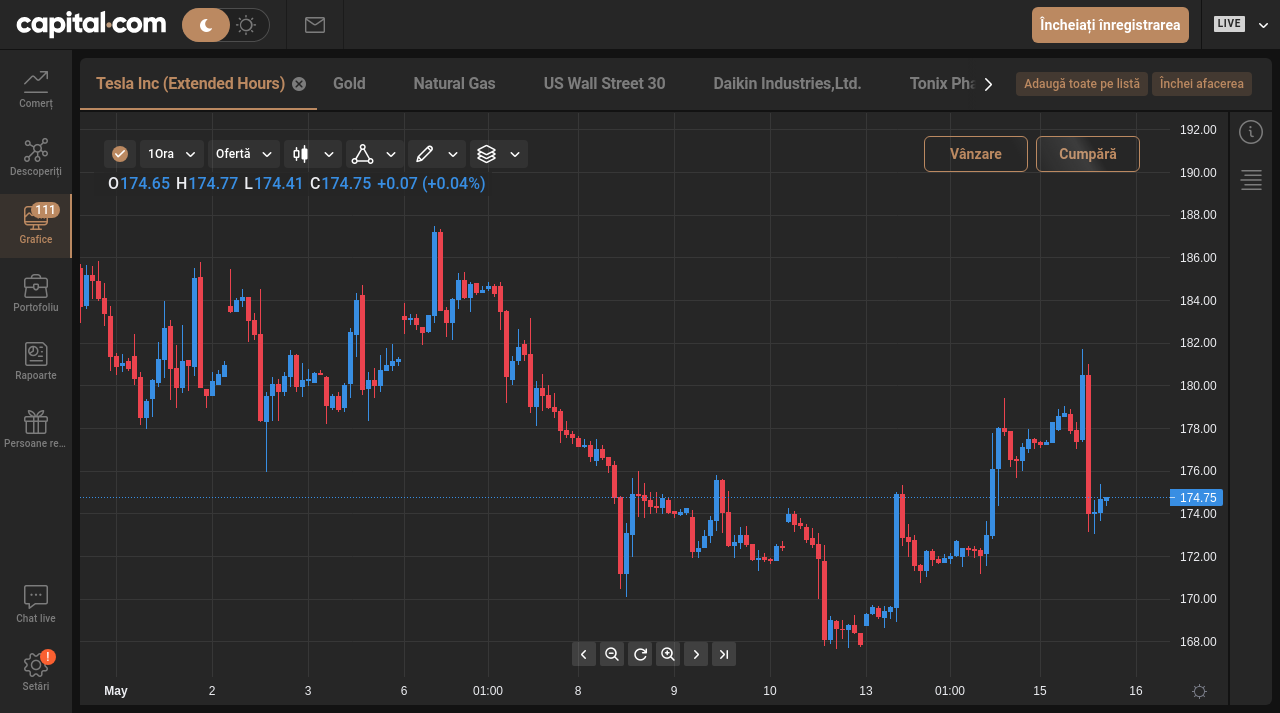 capital.com
Încheiați înregistrarea
LIVE
Comerț
Descoperiți
111
Grafice
Portofoliu
Rapoarte
Persoane re...
Chat live
!
Setări
Tesla Inc (Extended Hours)
Gold
Natural Gas
US Wall Street 30
Daikin Industries,Ltd.
Tonix Pha
Adaugă toate pe listă
Închei afacerea
1Ora
Ofertă
Vânzare
Cumpără
O174.65 H174.77 L174.41 C174.75 +0.07 (+0.04%)
192.00
190.00
188.00
186.00
184.00
182.00
180.00
178.00
176.00
174.75
174.00
172.00
170.00
168.00
May 2 3 6 01:00 8 9 10 13 01:00 15 16